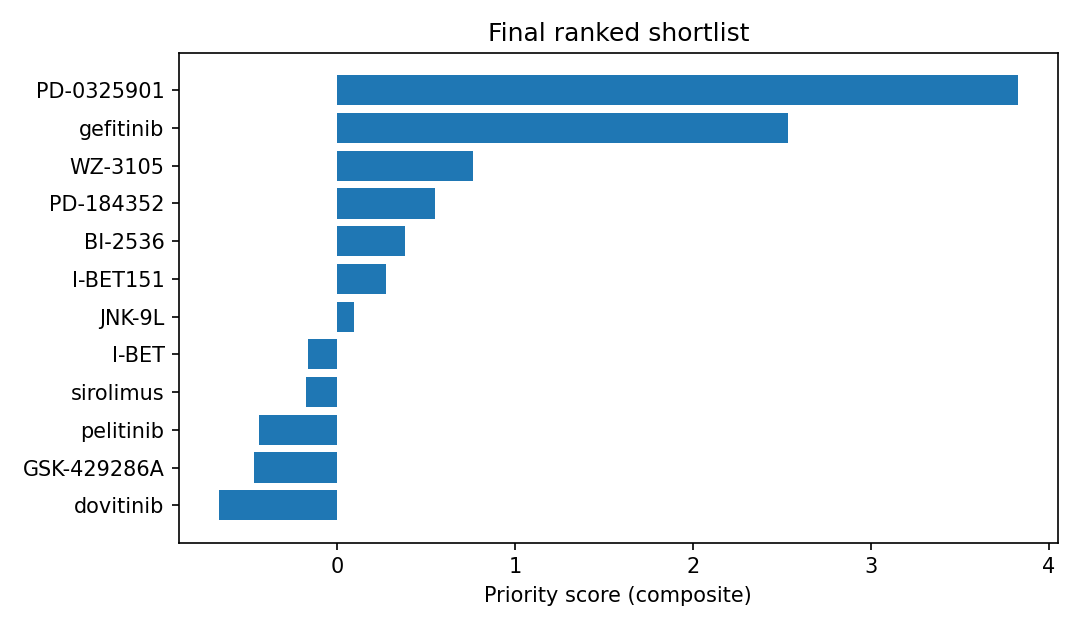 Final ranked shortlist
PD-0325901
gefitinib
WZ-3105
PD-184352
BI-2536
I-BET151
JNK-9L
I-BET
sirolimus
pelitinib
GSK-429286A
dovitinib
0 1 2 3 4
Priority score (composite)